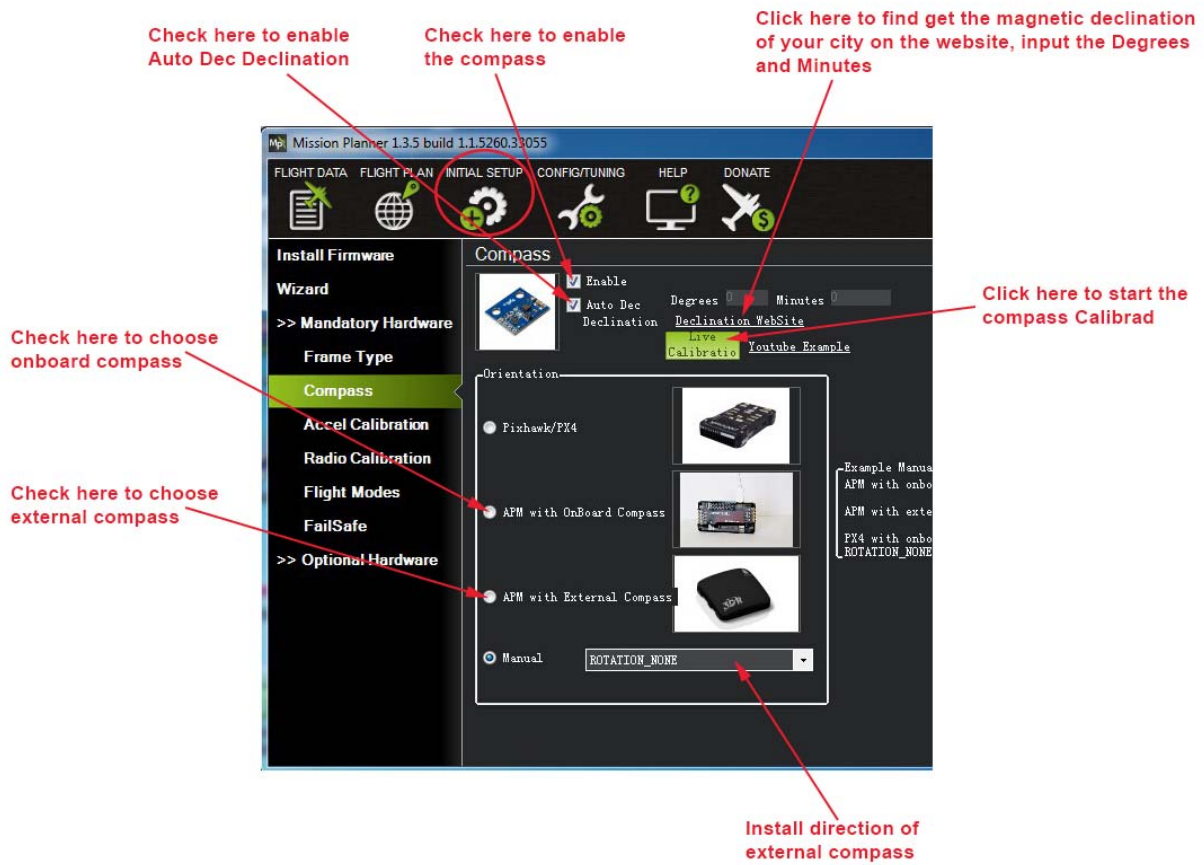 Check here to enable
Auto Dec Declination
Check here to enable
the compass
Click here to find get the magnetic declination
of your city on the website, input the Degrees
and Minutes
Mission Planner 1.3.5 build 1.1.5260.33055
FLIGHT DATA FLIGHT PLAN INITIAL SETUP CONFIG/TUNING HELP DONATE
Install Firmware
Wizard
>> Mandatory Hardware
Frame Type
Compass
Accel Calibration
Radio Calibration
Flight Modes
FailSafe
>> Optional Hardware
Compass
Enable
Auto Dec
Declination
Degrees 0 Minutes 0
Declination WebSite
Live
Calibratio
Youtube Example
Click here to start the
compass Calibrad
Check here to choose
onboard compass
Check here to choose
external compass
Orientation
Pixhawk/PX4
APM with OnBoard Compass
APM with External Compass
Manual
ROTATION_NONE
Example Manua
APM with onbo
APM with exte
PX4 with onbo
ROTATION_NONE
Install direction of
external compass